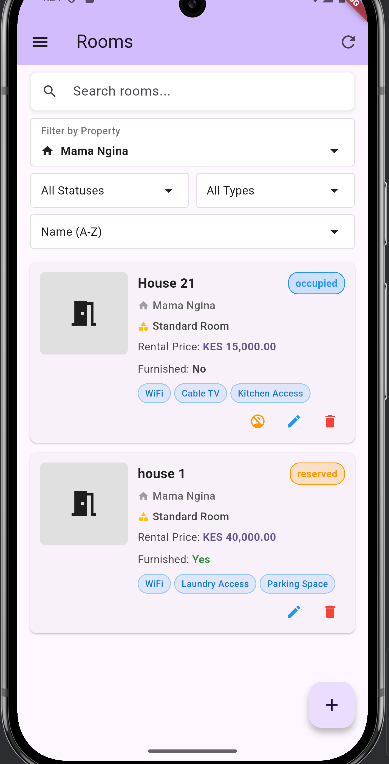 Rooms
Search rooms...
Filter by Property
Mama Ngina
All Statuses
All Types
Name (A-Z)
House 21
occupied
Mama Ngina
Standard Room
Rental Price: KES 15,000.00
Furnished: No
WiFi
Cable TV
Kitchen Access
house 1
reserved
Mama Ngina
Standard Room
Rental Price: KES 40,000.00
Furnished: Yes
WiFi
Laundry Access
Parking Space
+